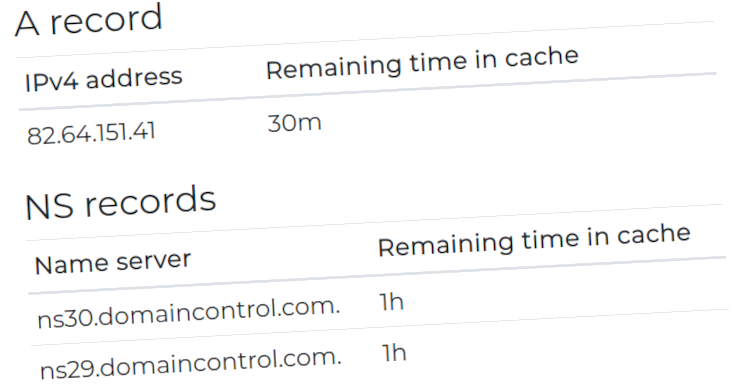 A record
IPv4 address Remaining time in cache
82.64.151.41 30m
NS records
Name server Remaining time in cache
ns30.domaincontrol.com. 1h
ns29.domaincontrol.com. 1h